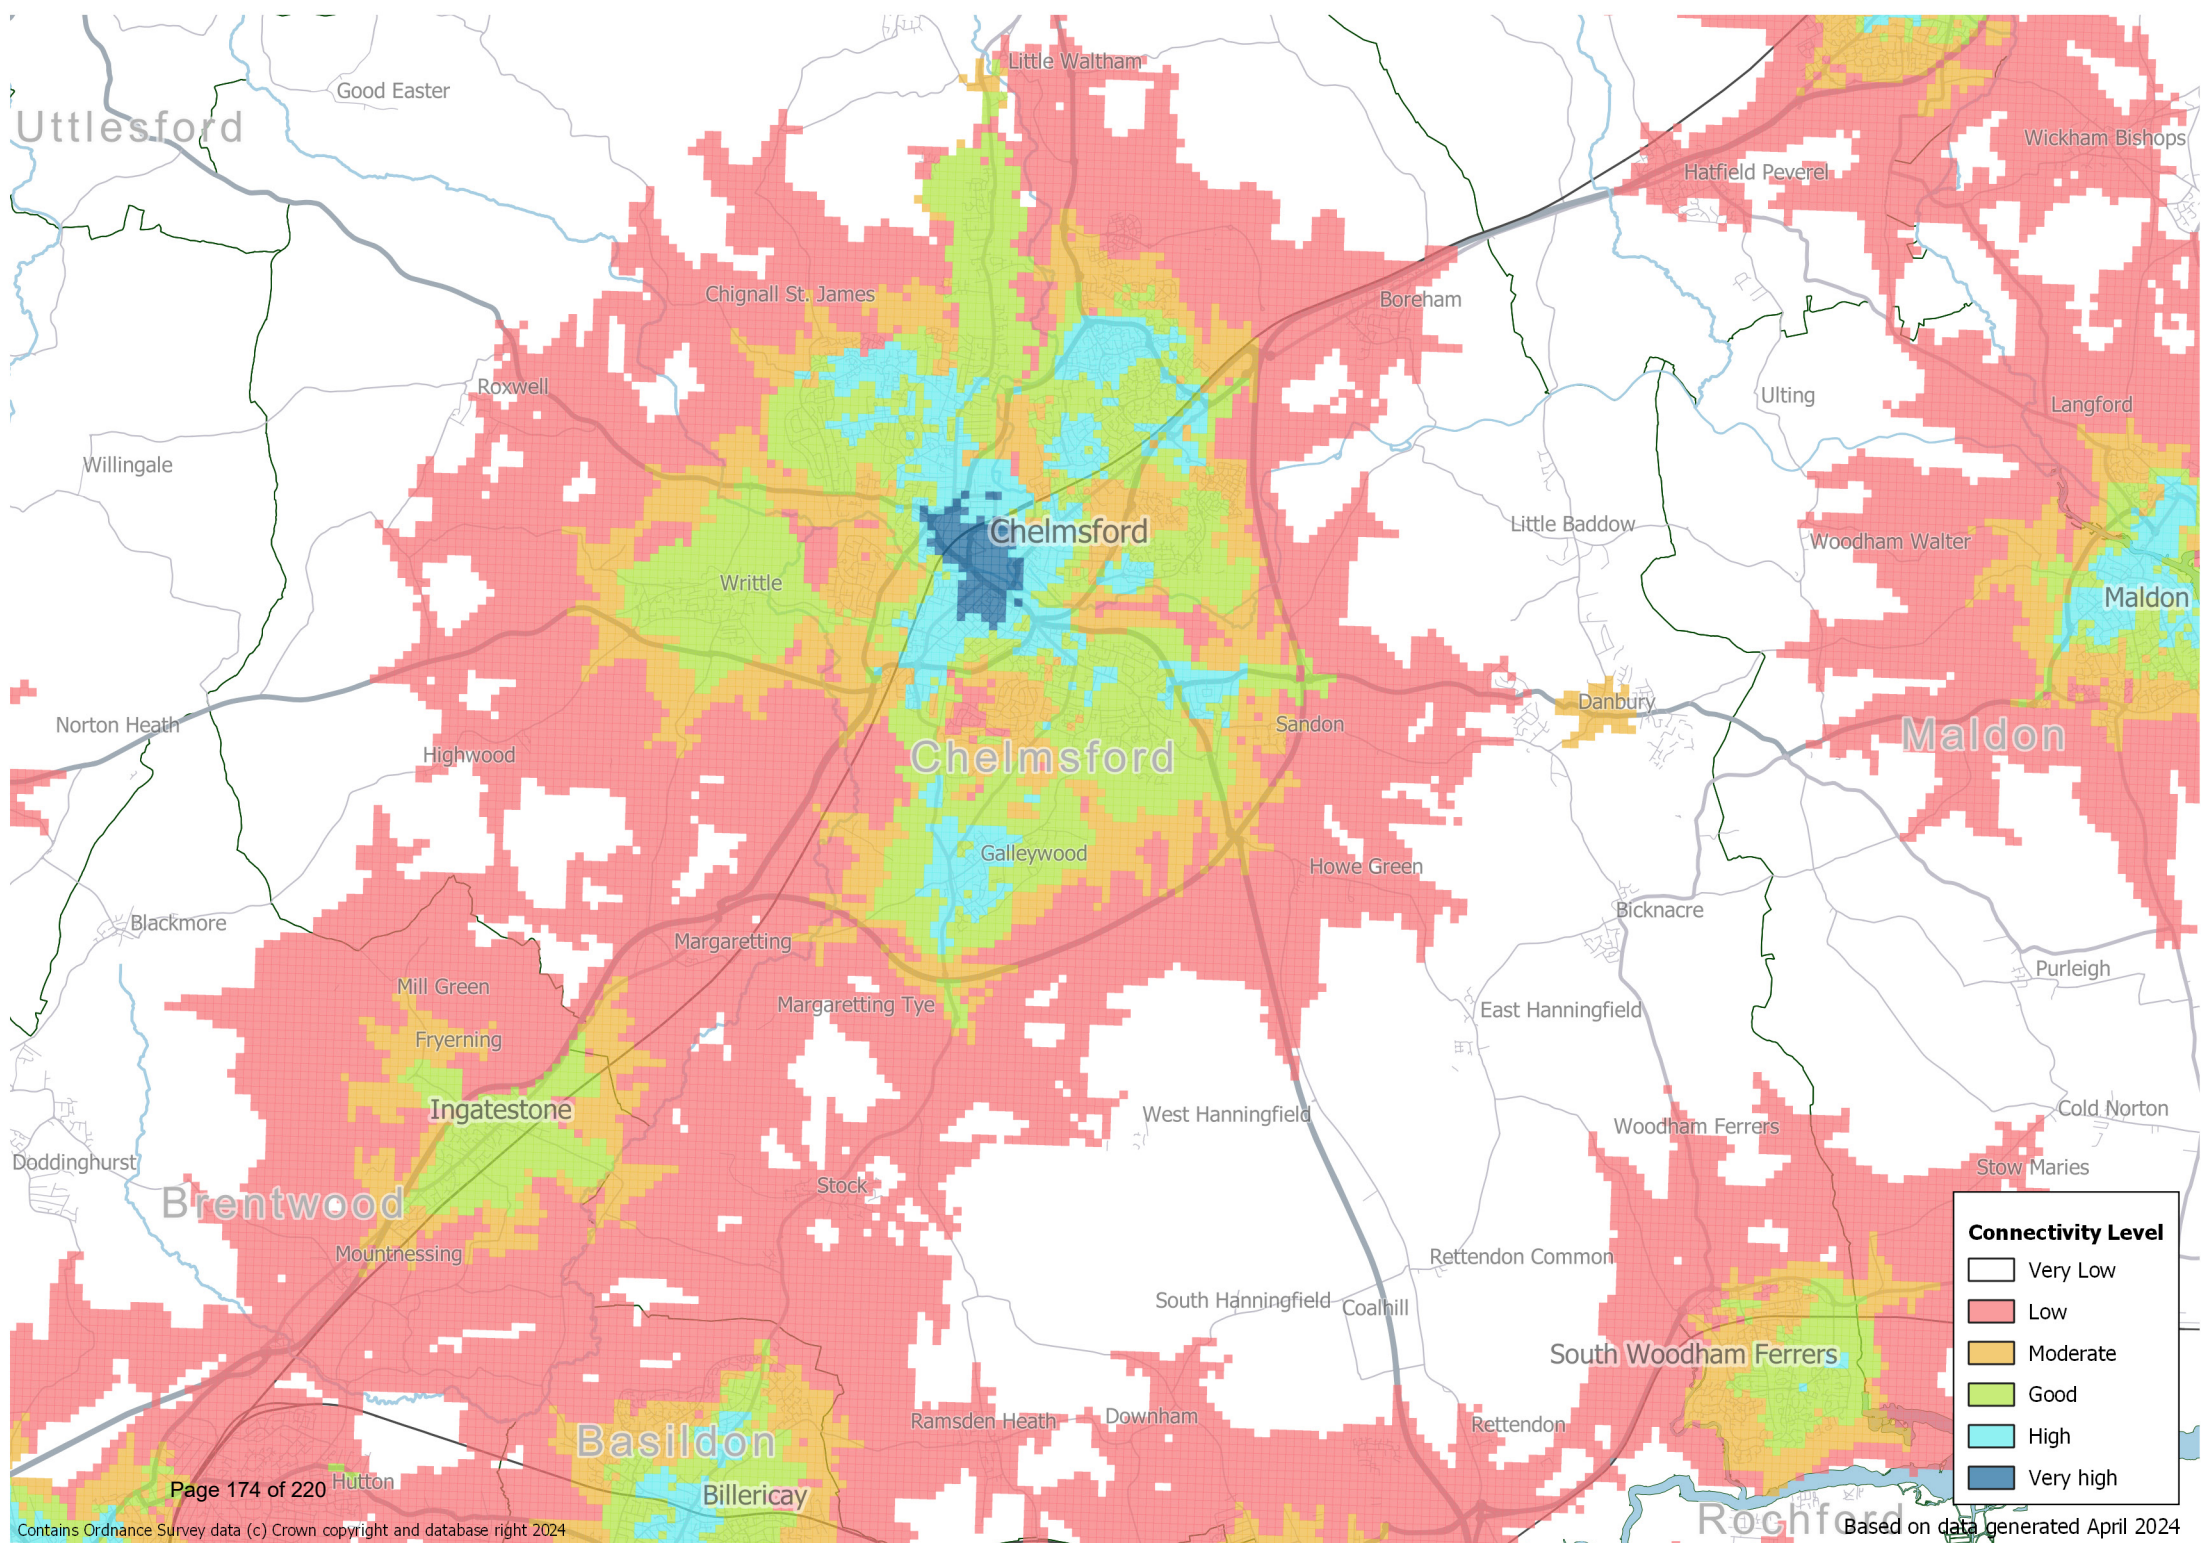 Little Waltham
Good Easter
Uttlesford
Wickham Bishops
Hatfield Peverel
Chignall St. James
Boreham
Roxwell
Ulting
Langford
Willingale
Chelmsford
Little Baddow
Woodham Walter
Writtle
Maldon
Danbury
Norton Heath
Sandon
Maldon
Highwood
Chelmsford
Galleywood
Howe Green
Blackmore
Bicknacre
Margaretting
Purleigh
Mill Green
Margaretting Tye
East Hanningfield
Fryerning
Ingatestone
West Hanningfield
Cold Norton
Woodham Ferrers
Doddinghurst
Stow Maries
Stock
Brentwood
Mountnessing
Rettendon Common
South Hanningfield
Coalhill
South Woodham Ferrers
Ramsden Heath
Downham
Rettendon
Basildon
Hutton
Billericay
Rochford
Connectivity Level
Very Low
Low
Moderate
Good
High
Very high
Page 174 of 220
Contains Ordnance Survey data (c) Crown copyright and database right 2024
Based on data generated April 2024